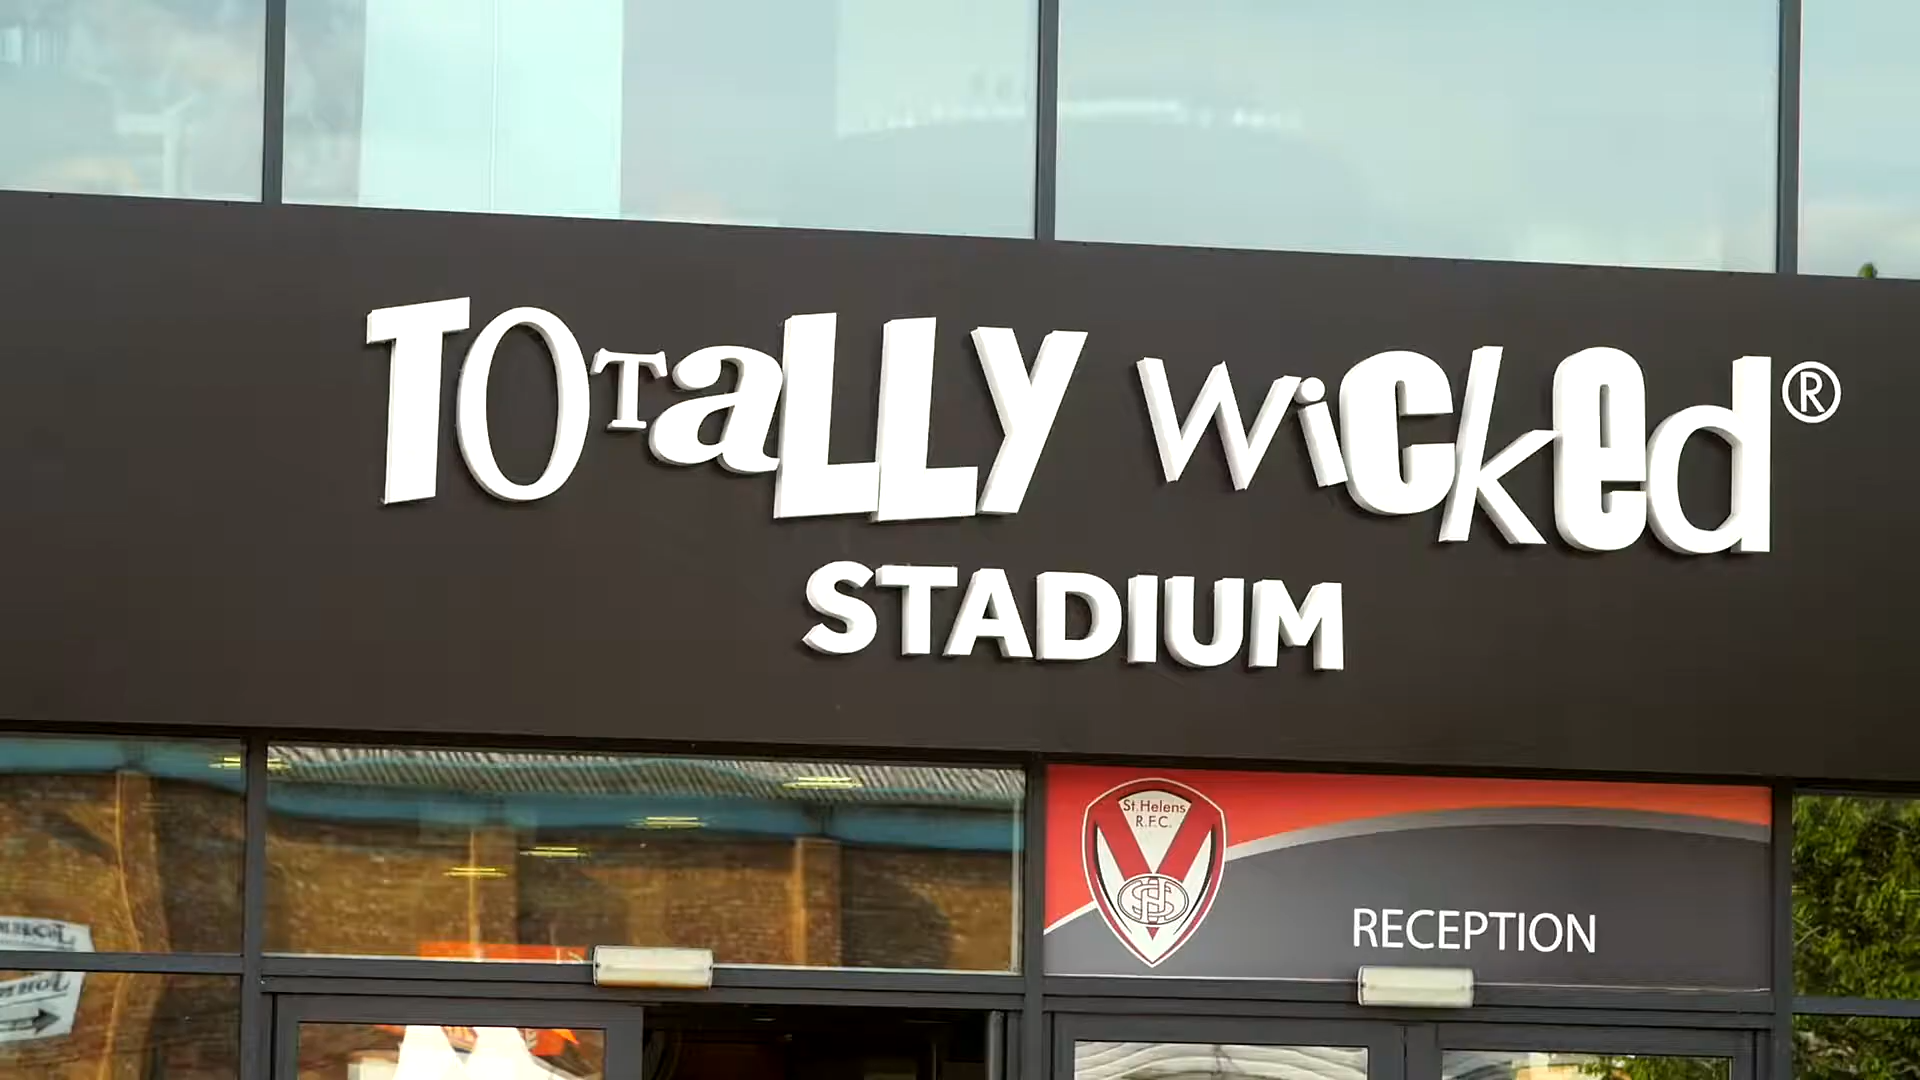 TOTaLLY wicked®
STADIUM
St.Helens
R.F.C.
RECEPTION